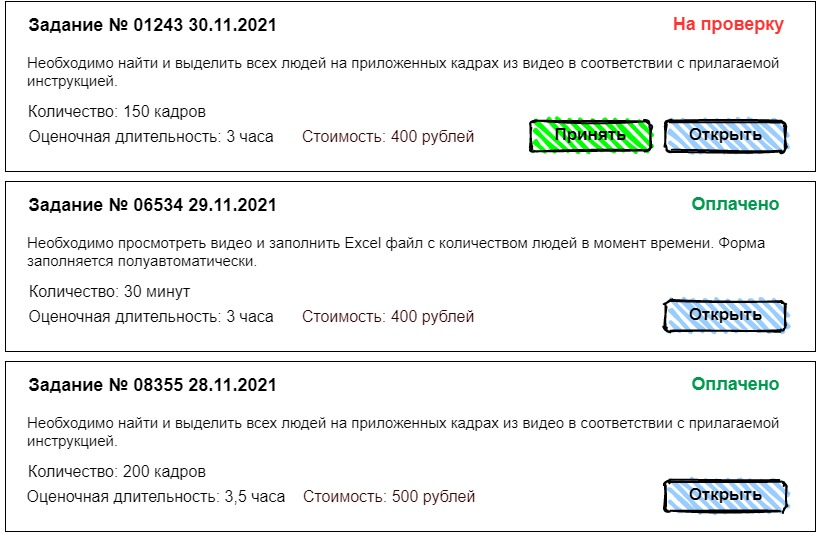 Задание № 01243 30.11.2021
На проверку
Необходимо найти и выделить всех людей на приложенных кадрах из видео в соответствии с прилагаемой
инструкцией.
Количество: 150 кадров
Оценочная длительность: 3 часа Стоимость: 400 рублей Принять Открыть
Задание № 06534 29.11.2021
Оплачено
Необходимо просмотреть видео и заполнить Excel файл с количеством людей в момент времени. Форма
заполняется полуавтоматически.
Количество: 30 минут
Оценочная длительность: 3 часа Стоимость: 400 рублей Открыть
Задание № 08355 28.11.2021
Оплачено
Необходимо найти и выделить всех людей на приложенных кадрах из видео в соответствии с прилагаемой
инструкцией.
Количество: 200 кадров
Оценочная длительность: 3,5 часа Стоимость: 500 рублей Открыть